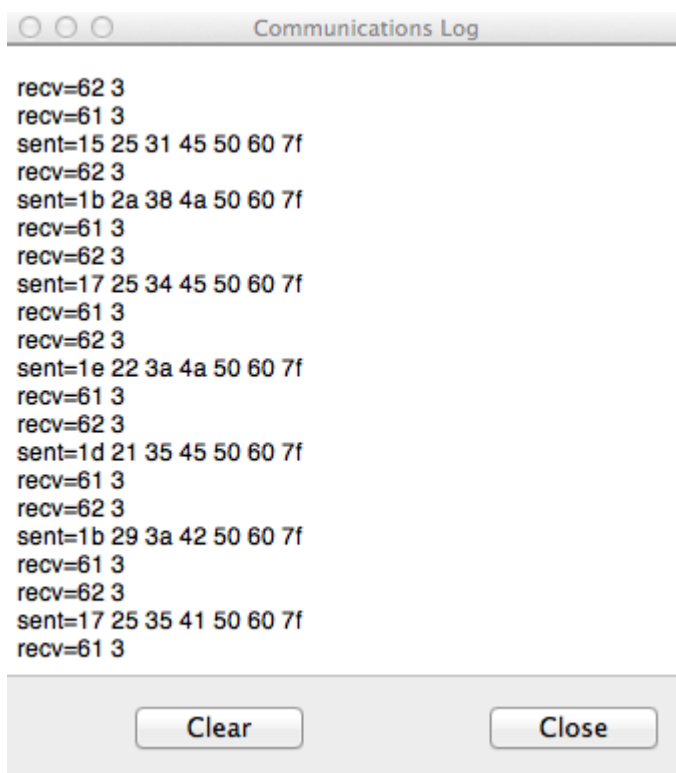 Communications Log
recv=62 3
recv=61 3
sent=15 25 31 45 50 60 7f
recv=62 3
sent=1b 2a 38 4a 50 60 7f
recv=61 3
recv=62 3
sent=17 25 34 45 50 60 7f
recv=61 3
recv=62 3
sent=1e 22 3a 4a 50 60 7f
recv=61 3
recv=62 3
sent=1d 21 35 45 50 60 7f
recv=61 3
recv=62 3
sent=1b 29 3a 42 50 60 7f
recv=61 3
recv=62 3
sent=17 25 35 41 50 60 7f
recv=61 3
Clear Close